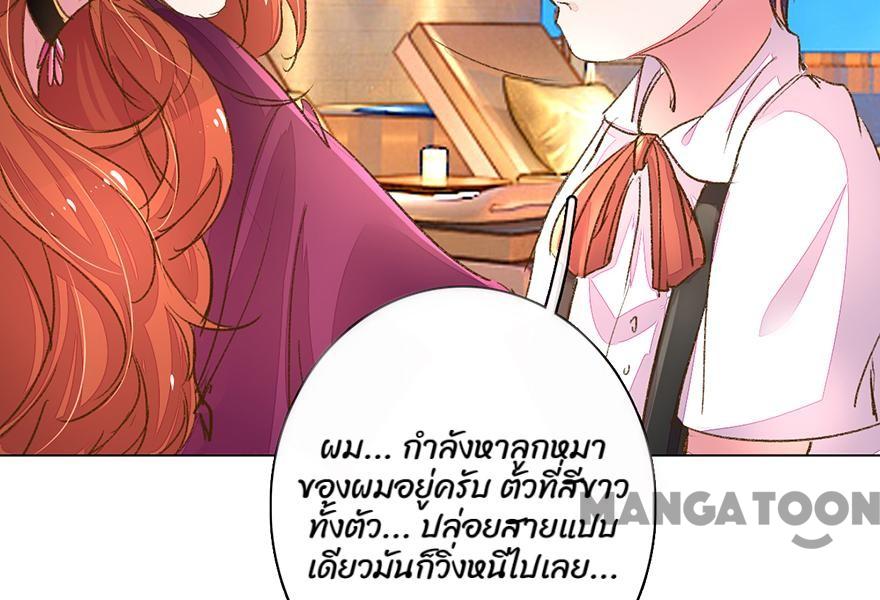 ผม... กำลังหาลูกหมา
ของผมอยู่ครับ ตัวที่สีขาว
ทั้งตัว... ปล่อยสายแปบ
เดียวมันก็วิ่งหนีไปเลย...
MANGATOON